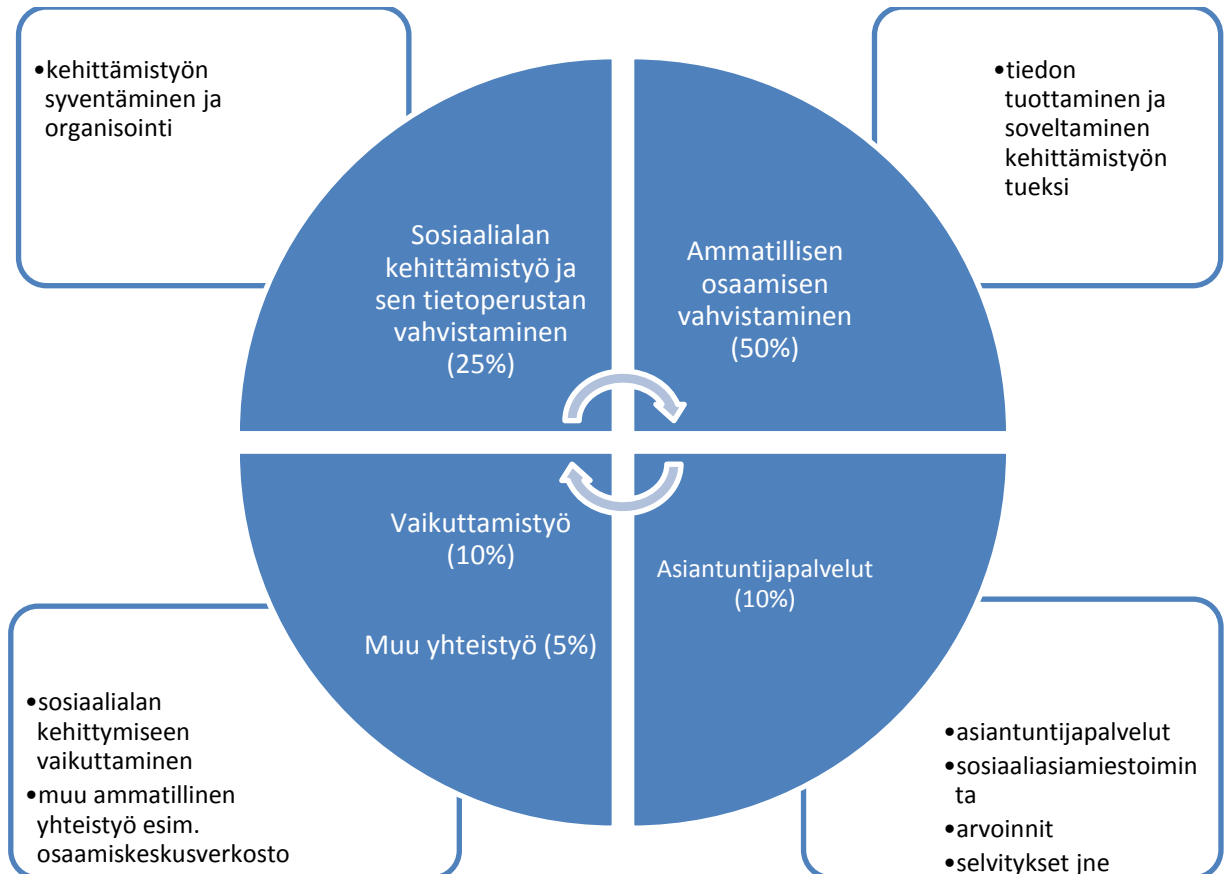 •kehittämistyön
syventäminen ja
organisointi
•tiedon
tuottaminen ja
soveltaminen
kehittämistyön
tueksi
Sosiaalialan
kehittämistyö ja
sen tietoperustan
vahvistaminen
(25%)
Ammatillisen
osaamisen
vahvistaminen
(50%)
Vaikuttamistyö
(10%)
Muu yhteistyö (5%)
Asiantuntijapalvelut
(10%)
•sosiaalialan
kehittymiseen
vaikuttaminen
•muu ammatillinen
yhteistyö esim.
osaamiskeskusverkosto
•asiantuntijapalvelut
•sosiaaliasiamiestoimin
ta
•arvoinnit
•selvitykset jne